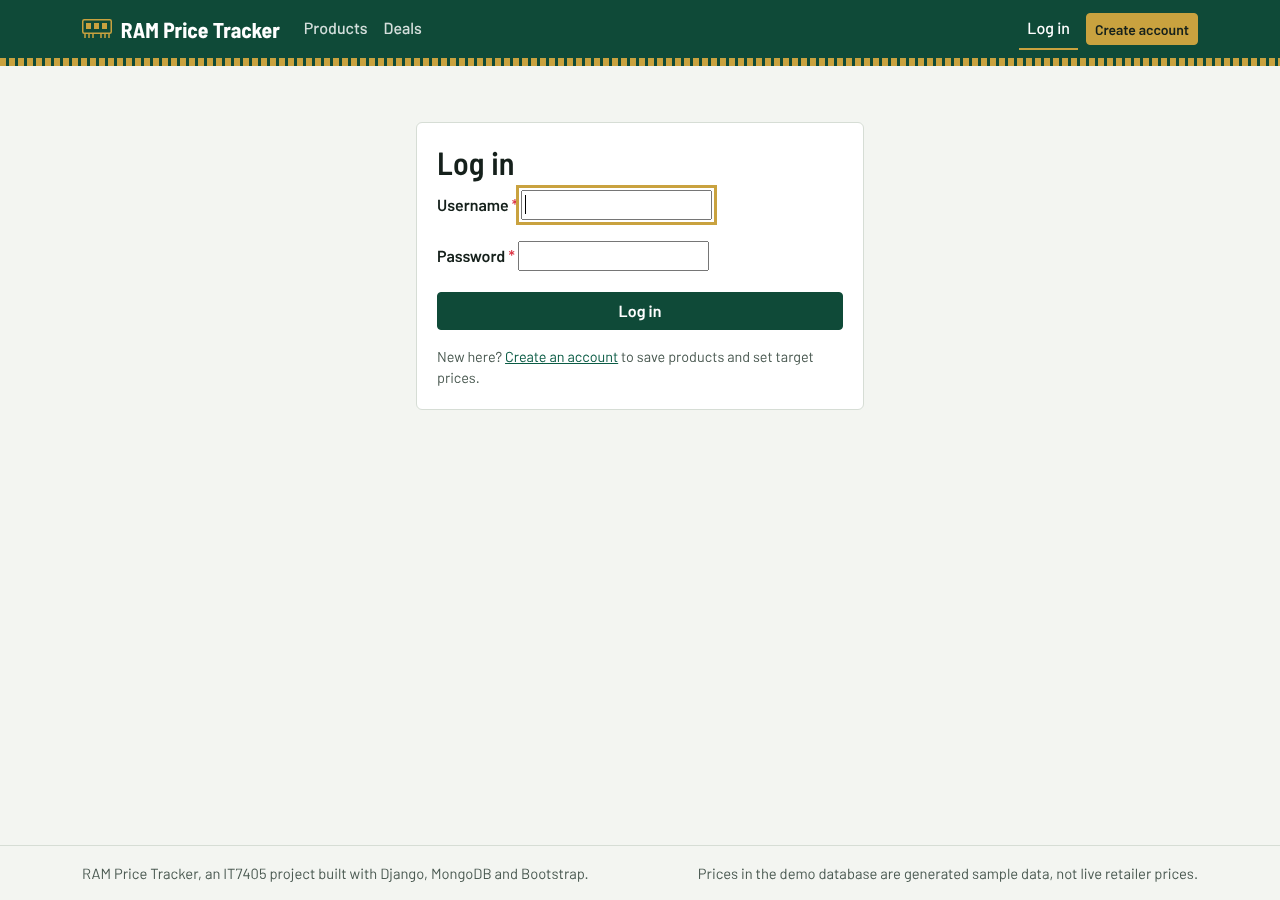 RAM Price Tracker Products Deals Log in Create account
Log in
Username *
Password *
Log in
New here? Create an account to save products and set target
prices.
RAM Price Tracker, an IT7405 project built with Django, MongoDB and Bootstrap. Prices in the demo database are generated sample data, not live retailer prices.